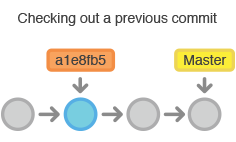 Checking out a previous commit
a1e8fb5
Master